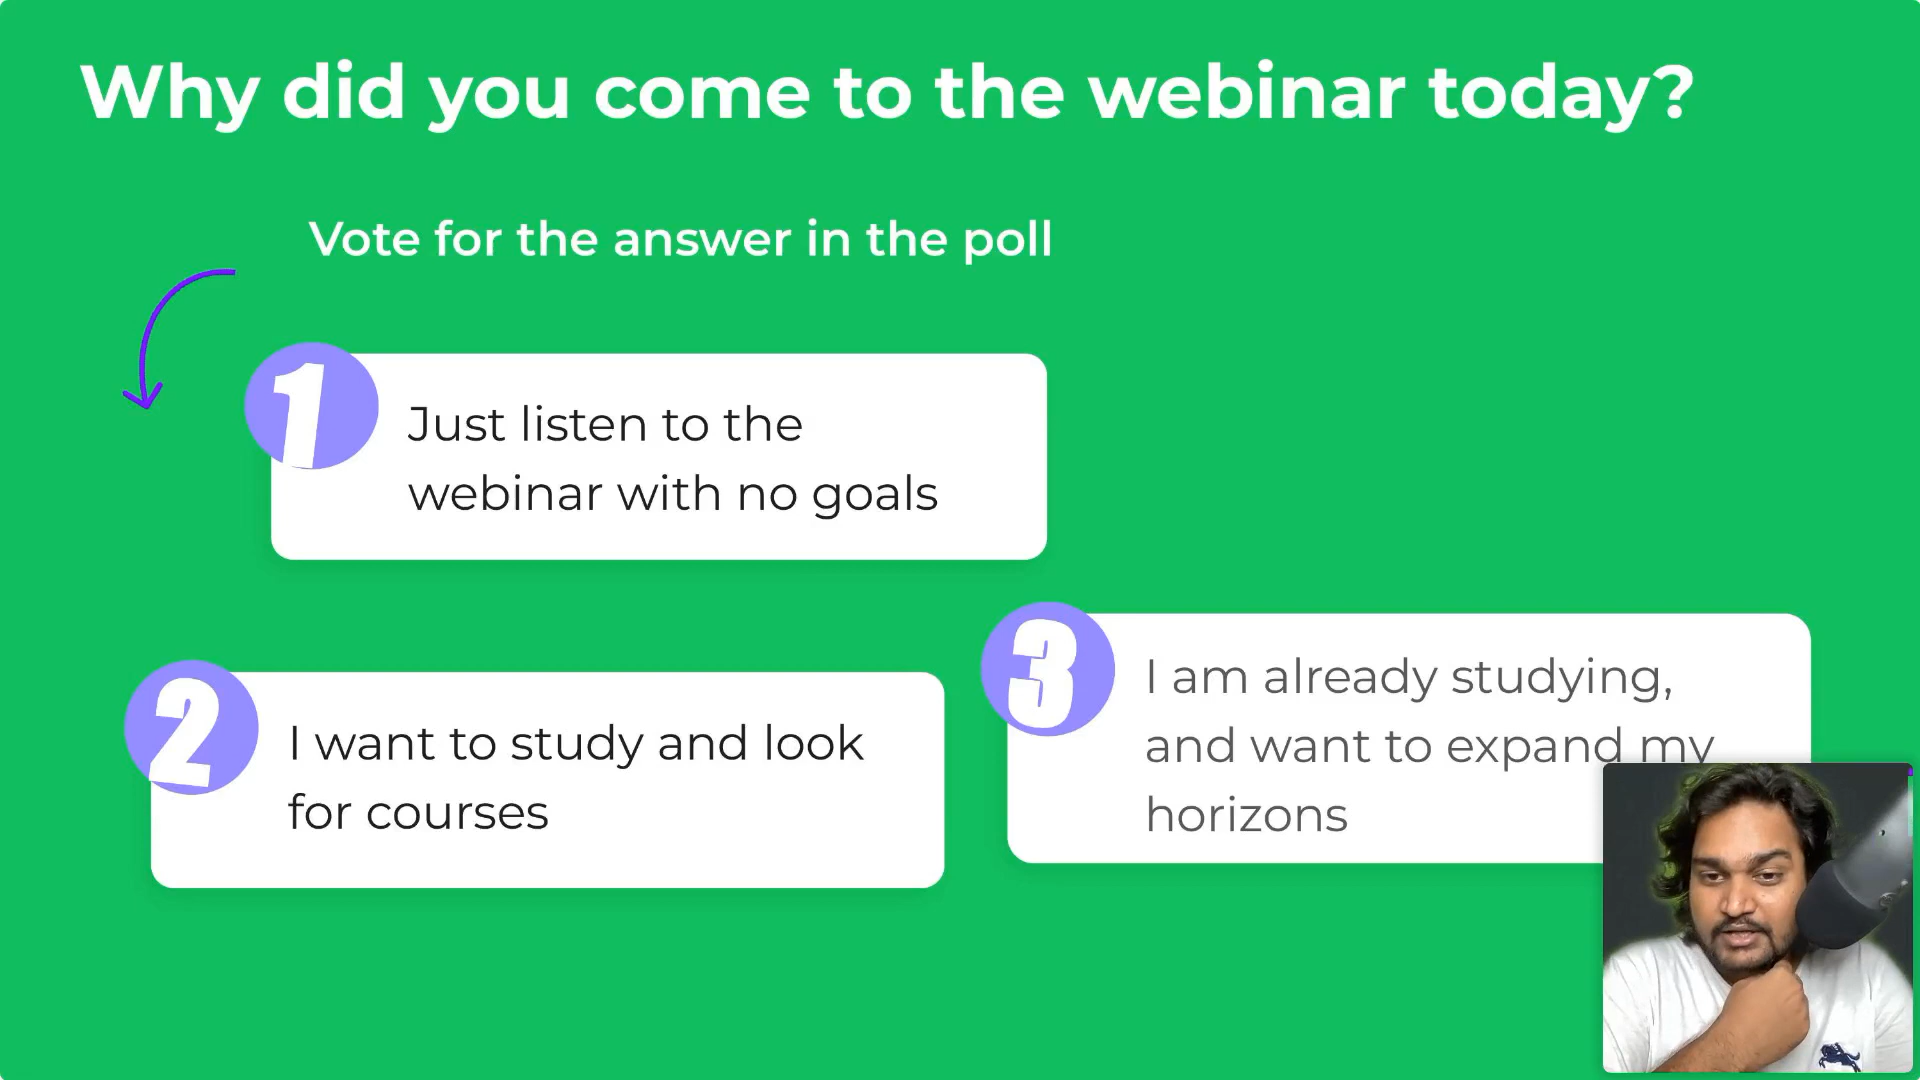 Why did you come to the webinar today?
Vote for the answer in the poll
1
Just listen to the
webinar with no goals
2
I want to study and look
for courses
3
I am already studying,
and want to expand my
horizons